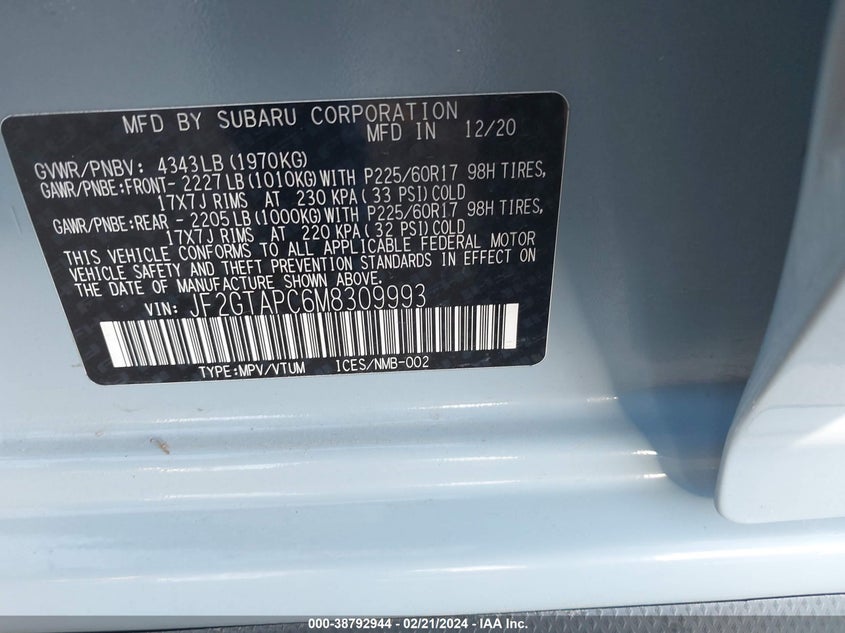 MFD BY SUBARU CORPORATION
MFD IN 12/20
GVWR/PNBV: 4343LB(1970KG)
GAWR/PNBE:FRONT- 2227LB(1010KG)WITH P225/60R17 98H TIRES,
17X7J RIMS AT 230 KPA(33 PSI)COLD
GAWR/PNBE:REAR - 2205LB(1000KG)WITH P225/60R17 98H TIRES,
17X7J RIMS AT 220 KPA(32 PSI)COLD
THIS VEHICLE CONFORMS TO ALL APPLICABLE FEDERAL MOTOR
VEHICLE SAFETY AND THEFT PREVENTION STANDARDS IN EFFECT ON
THE DATE OF MANUFACTURE SHOWN ABOVE.
VIN: JF2GTAPC6M8309993
TYPE:MPV/VTUM ICES/NMB-002
000-38792944 - 02/21/2024 - IAA Inc.